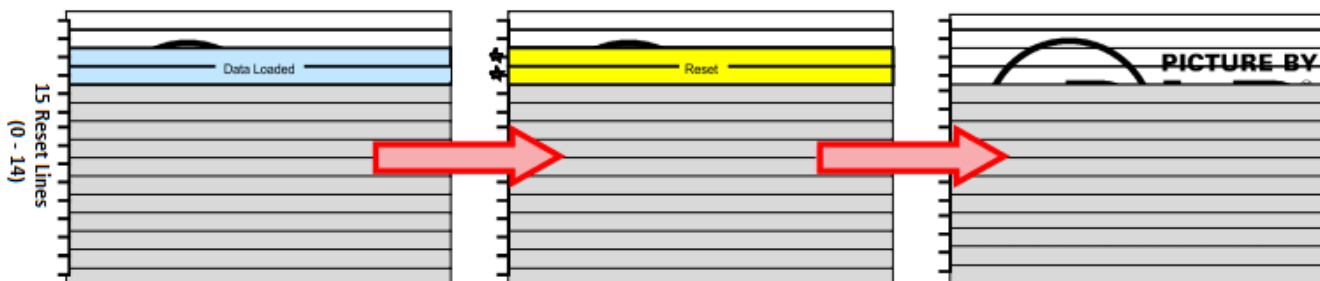 15 Reset Lines
(0 - 14)
Data Loaded
**
Reset
PICTURE BY